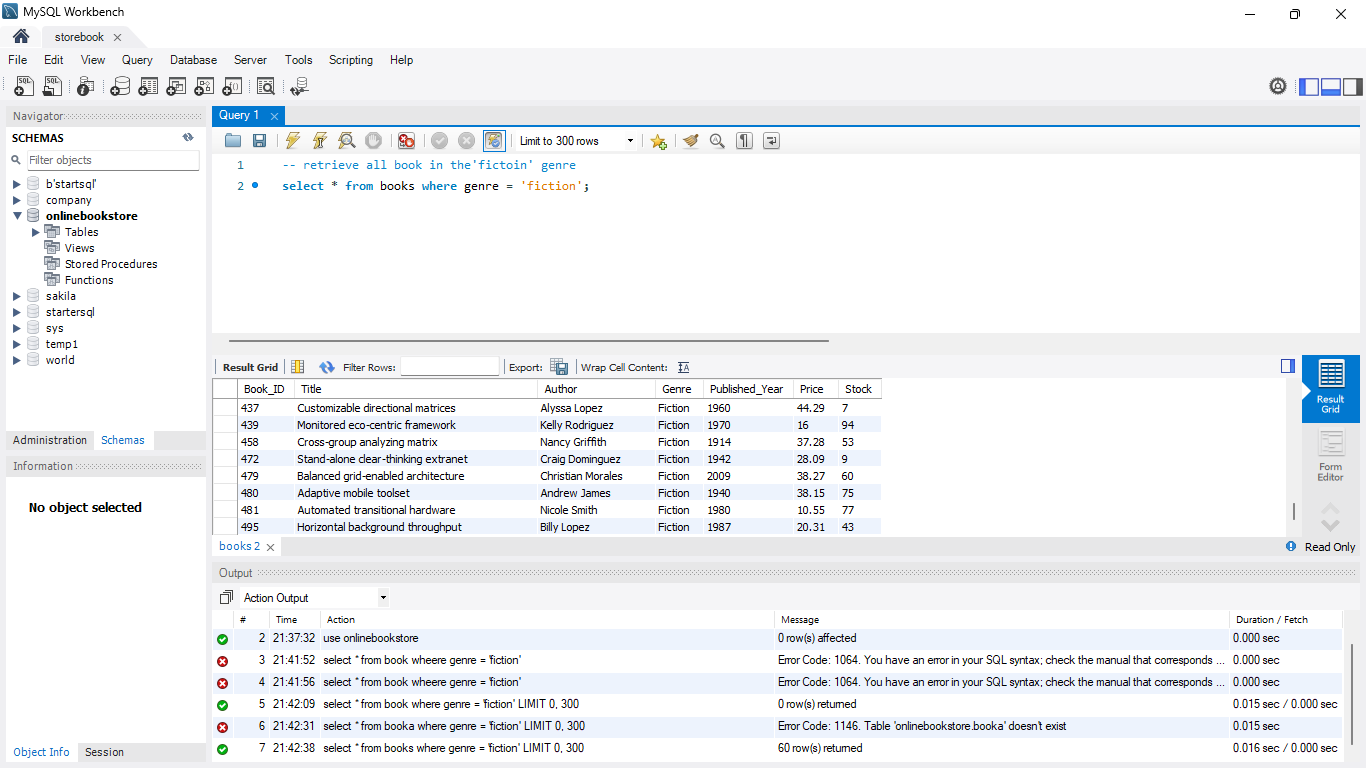 MySQL Workbench
storebook
File Edit View Query Database Server Tools Scripting Help
Navigator
SCHEMAS
Filter objects
b'startsql'
company
onlinebookstore
Tables
Views
Stored Procedures
Functions
sakila
startersql
sys
temp1
world
Administration Schemas
Information
No object selected
Object Info Session
Query 1
Limit to 300 rows
1 -- retrieve all book in the'fictoin' genre
2 select * from books where genre = 'fiction';
Result Grid Filter Rows: Export: Wrap Cell Content:
Book_ID Title Author Genre Published_Year Price Stock
437 Customizable directional matrices Alyssa Lopez Fiction 1960 44.29 7
439 Monitored eco-centric framework Kelly Rodriguez Fiction 1970 16 94
458 Cross-group analyzing matrix Nancy Griffith Fiction 1914 37.28 53
472 Stand-alone clear-thinking extranet Craig Dominguez Fiction 1942 28.09 9
479 Balanced grid-enabled architecture Christian Morales Fiction 2009 38.27 60
480 Adaptive mobile toolset Andrew James Fiction 1940 38.15 75
481 Automated transitional hardware Nicole Smith Fiction 1980 10.55 77
495 Horizontal background throughput Billy Lopez Fiction 1987 20.31 43
Result
Grid
Form
Editor
books 2
Read Only
Output
Action Output
# Time Action Message Duration / Fetch
2 21:37:32 use onlinebookstore 0 row(s) affected 0.000 sec
3 21:41:52 select * from book wheere genre = 'fiction' Error Code: 1064. You have an error in your SQL syntax; check the manual that corresponds ... 0.000 sec
4 21:41:56 select * from book wheere genre = 'fiction' Error Code: 1064. You have an error in your SQL syntax; check the manual that corresponds ... 0.000 sec
5 21:42:09 select * from book where genre = 'fiction' LIMIT 0, 300 0 row(s) returned 0.015 sec / 0.000 sec
6 21:42:31 select * from booka where genre = 'fiction' LIMIT 0, 300 Error Code: 1146. Table 'onlinebookstore.booka' doesn't exist 0.015 sec
7 21:42:38 select * from books where genre = 'fiction' LIMIT 0, 300 60 row(s) returned 0.016 sec / 0.000 sec